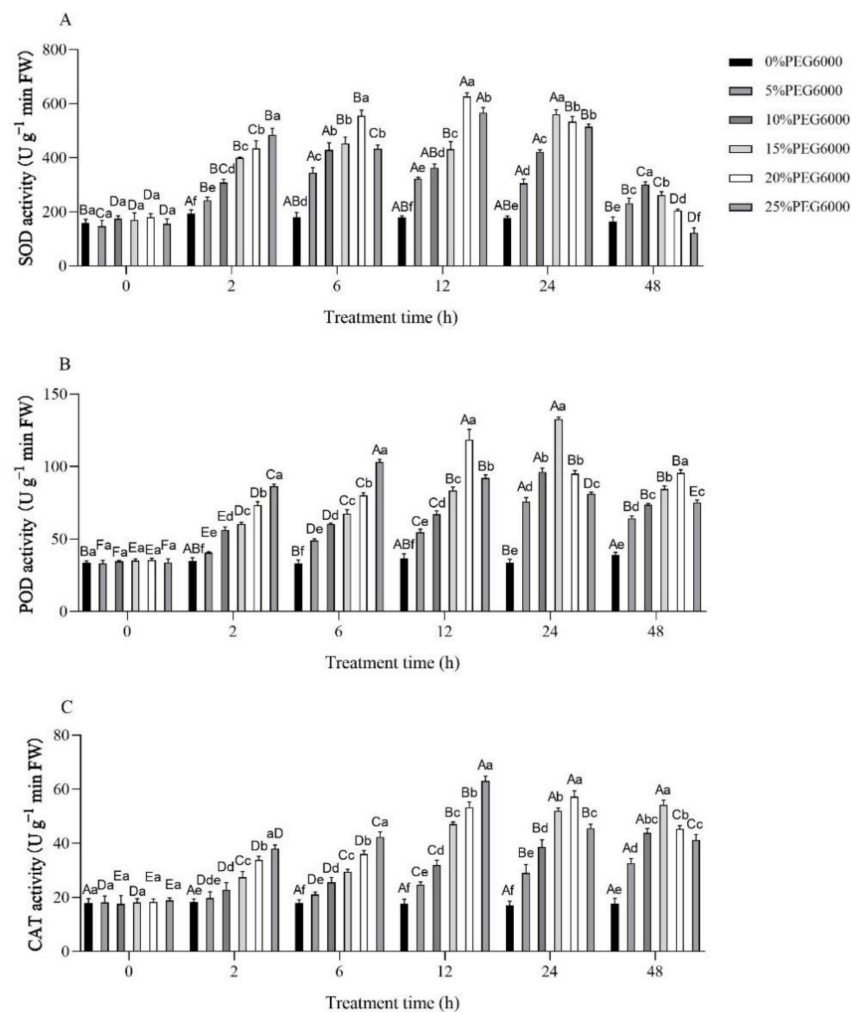 A
800
600
400
200
0
SOD activity (U g⁻¹ min FW)
Ba Ca Da Da Da Da
Af Be BCd Bc Cb Ba
ABd Ac Ab Bb Ba Cb
ABf Ae ABd Bc Aa Ab
ABe Ad Ac Aa Bb Bb
Be Bc Ca Cb Dd Df
0 2 6 12 24 48
Treatment time (h)
0%PEG6000
5%PEG6000
10%PEG6000
15%PEG6000
20%PEG6000
25%PEG6000
B
150
100
50
0
POD activity (U g⁻¹ min FW)
Ba Fa Fa Ea Ea Fa
ABf Ee Ed Dc Db Ca
Bf De Dd Cc Cb Aa
ABf Ce Cd Bc Aa Bb
Be Ad Ab Aa Bb Dc
Ae Bd Bc Bb Ba Ec
0 2 6 12 24 48
Treatment time (h)
C
80
60
40
20
0
CAT activity (U g⁻¹ min FW)
Aa Da Ea Da Ea Ea
Ae Dde Dd Cc Db aD
Af De Dd Cc Db Ca
Af Ce Cd Bc Bb Aa
Af Be Bd Ab Aa Bc
Ae Ad Abc Aa Cb Cc
0 2 6 12 24 48
Treatment time (h)